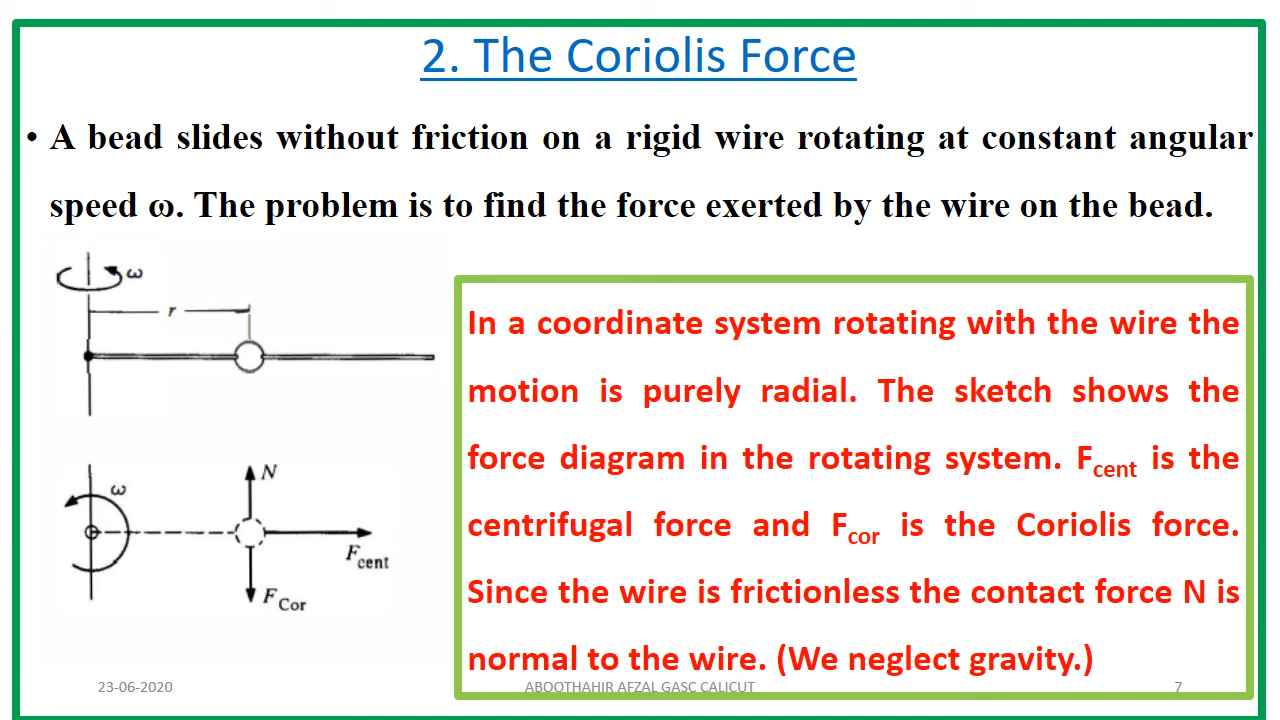 2. The Coriolis Force
• A bead slides without friction on a rigid wire rotating at constant angular
speed ω. The problem is to find the force exerted by the wire on the bead.
ω
r
N
ω
F cent
F Cor
In a coordinate system rotating with the wire the
motion is purely radial. The sketch shows the
force diagram in the rotating system. Fcent is the
centrifugal force and Fcor is the Coriolis force.
Since the wire is frictionless the contact force N is
normal to the wire. (We neglect gravity.)
23-06-2020
ABOOTHAHIR AFZAL GASC CALICUT
7